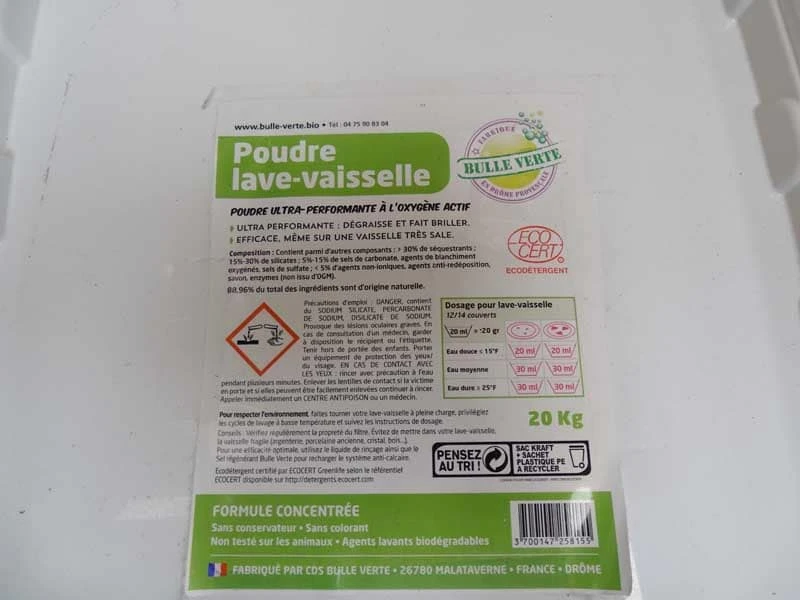 www.bulle-verte.bio • Tél : 04 75 90 83 04
Poudre
lave-vaisselle
FABRIQUÉ
BULLE VERTE
EN DRÔME PROVENÇALE
POUDRE ULTRA-PERFORMANTE À L'OXYGÈNE ACTIF
ULTRA PERFORMANTE : DÉGRAISSE ET FAIT BRILLER.
EFFICACE, MÊME SUR UNE VAISSELLE TRÈS SALE.
ECO
CERT
ECODÉTERGENT
Composition : Contient parmi d'autres composants : > 30% de séquestrants ;
15%-30% de silicates ; 5%-15% de sels de carbonate, agents de blanchiment
oxygénés, sels de sulfate ; < 5% d'agents non-ioniques, agents anti-redéposition,
savon, enzymes (non issu d'OGM).
88,96% du total des ingrédients sont d'origine naturelle.
Précautions d'emploi : DANGER, contient
du SODIUM SILICATE, PERCARBONATE
DE SODIUM, DISILICATE DE SODIUM.
Provoque des lésions oculaires graves. En
cas de consultation d'un médecin, garder
à disposition le récipient ou l'étiquette.
Tenir hors de portée des enfants. Porter
un équipement de protection des yeux/
du visage. EN CAS DE CONTACT AVEC
LES YEUX : rincer avec précaution à l'eau
pendant plusieurs minutes. Enlever les lentilles de contact si la victime
en porte et si elles peuvent être facilement enlevées continuer à rincer.
Appeler immédiatement un CENTRE ANTIPOISON ou un médecin.
Dosage pour lave-vaisselle
12/14 couverts
20 ml = ~20 gr
Eau douce ≤ 15°F 20 ml 20 ml
Eau moyenne 30 ml 30 ml
Eau dure ≥ 25°F 30 ml 30 ml
Pour respecter l'environnement, faites tourner votre lave-vaisselle à pleine charge, privilégiez
les cycles de lavage à basse température et suivez les instructions de dosage.
Conseils : Vérifiez régulièrement la propreté du filtre. Évitez de mettre dans votre lave-vaisselle,
la vaisselle fragile (argenterie, porcelaine ancienne, cristal, bois...).
Pour une efficacité optimale, utilisez le liquide de rinçage ainsi que le
Sel régénérant Bulle Verte pour recharger le système anti-calcaire.
20 Kg
Ecodétergent certifié par ECOCERT Greenlife selon le référentiel
ECOCERT disponible sur http://detergents.ecocert.com
PENSEZ
AU TRI !
SAC KRAFT
+ SACHET
PLASTIQUE PE
À RECYCLER
FORMULE CONCENTRÉE
Sans conservateur • Sans colorant
Non testé sur les animaux • Agents lavants biodégradables
3 700147 258155
FABRIQUÉ PAR CDS BULLE VERTE • 26780 MALATAVERNE • FRANCE • DRÔME